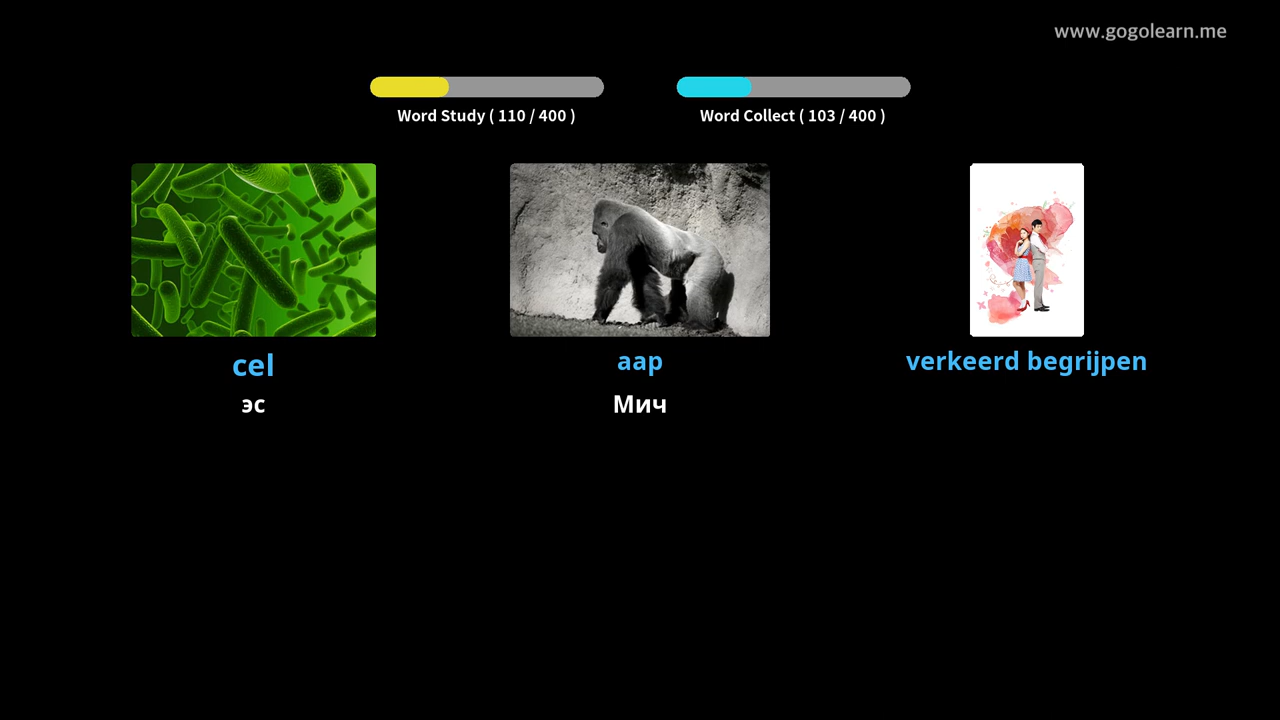 www.gogolearn.me
Word Study ( 110 / 400 )
Word Collect ( 103 / 400 )
cel
эс
aap
Мич
verkeerd begrijpen